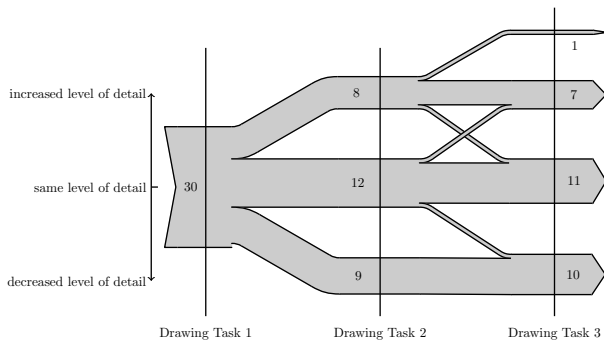 1
increased level of detail
8
7
same level of detail
30
12
11
decreased level of detail
9
10
Drawing Task 1
Drawing Task 2
Drawing Task 3